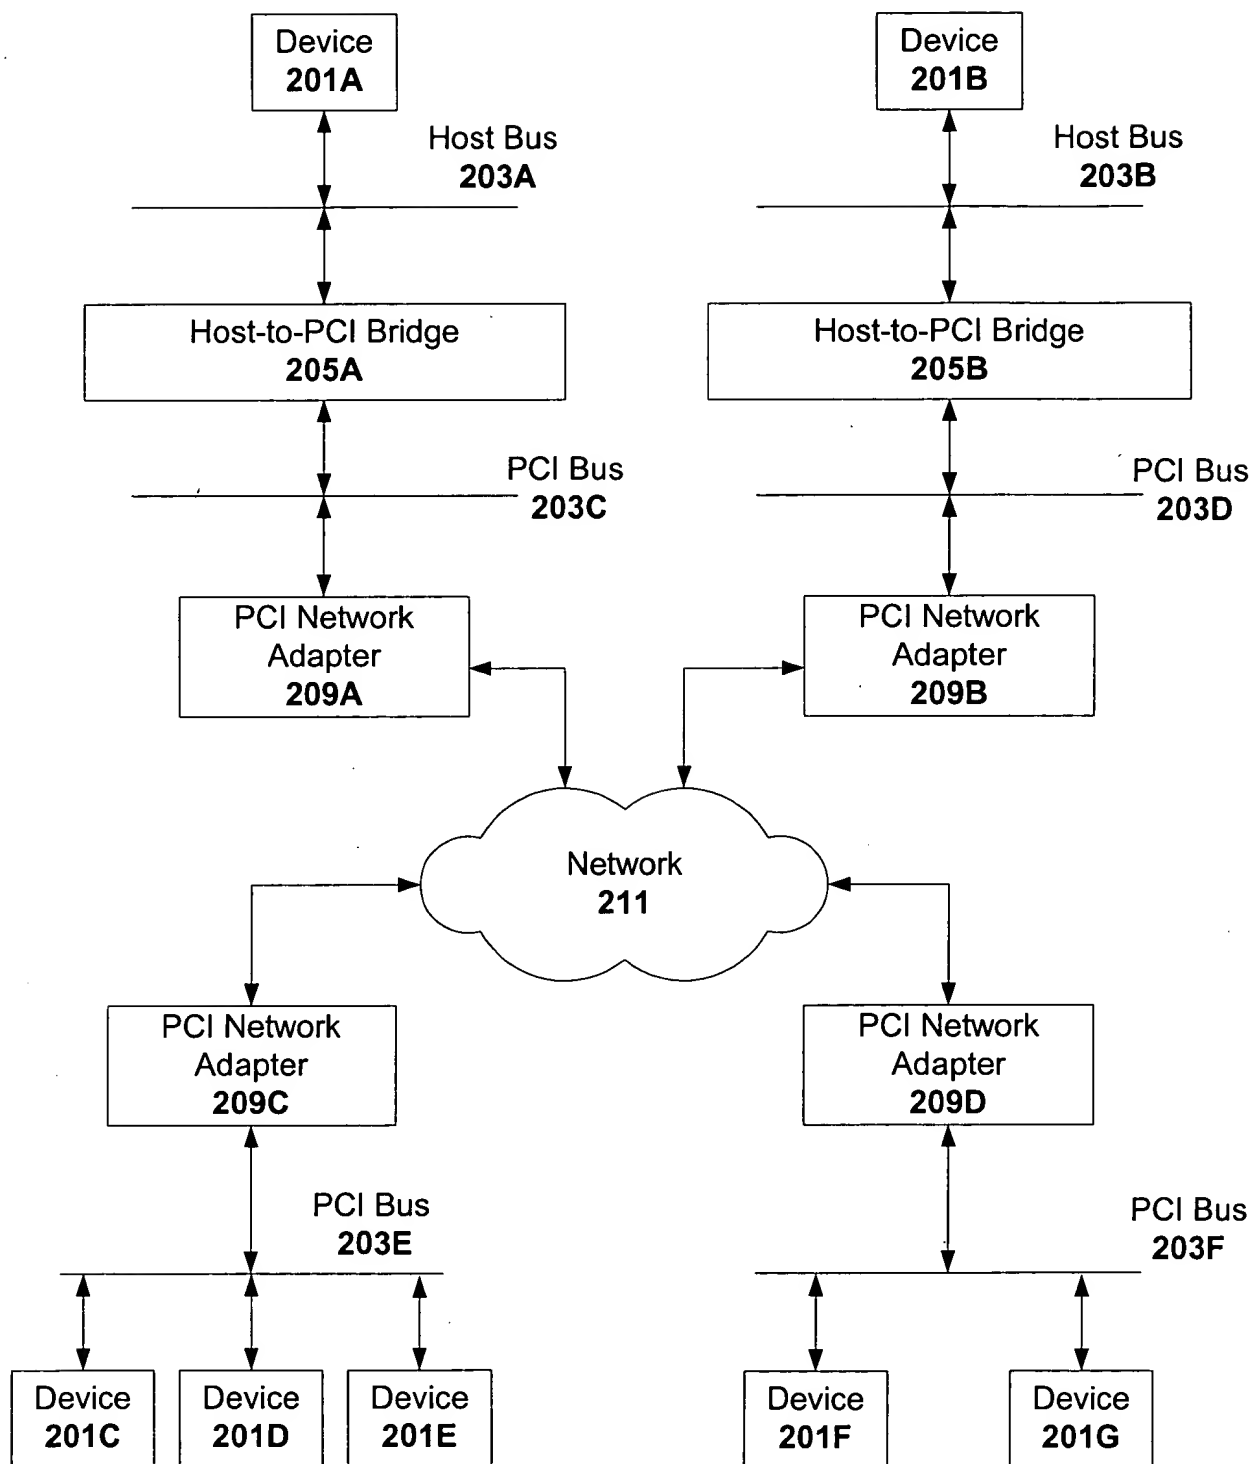 Device
201A
Device
201B
Host Bus
203A
Host Bus
203B
Host-to-PCI Bridge
205A
Host-to-PCI Bridge
205B
PCI Bus
203C
PCI Bus
203D
PCI Network
Adapter
209A
PCI Network
Adapter
209B
Network
211
PCI Network
Adapter
209C
PCI Network
Adapter
209D
PCI Bus
203E
PCI Bus
203F
Device
201C
Device
201D
Device
201E
Device
201F
Device
201G